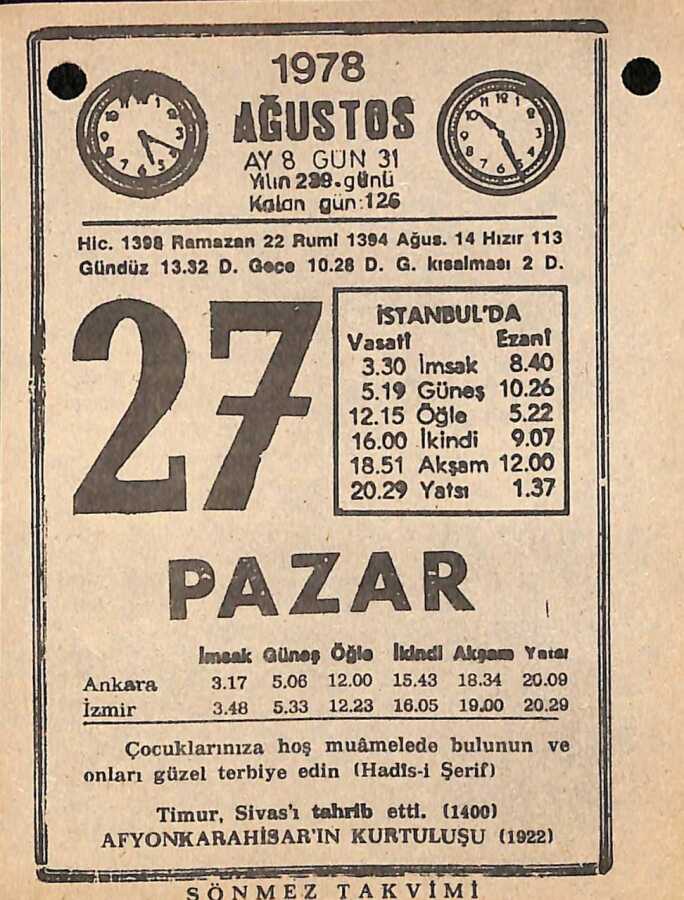 1978
AĞUSTOS
AY 8 GÜN 31
Yılın 239.günü
Kalan gün:126
Hic. 1398 Ramazan 22 Rumi 1394 Ağus. 14 Hızır 113
Gündüz 13.32 D. Gece 10.28 D. G. kısalması 2 D.
27
İSTANBUL'DA
Vasatî Ezanî
3.30 İmsak 8.40
5.19 Güneş 10.26
12.15 Öğle 5.22
16.00 İkindi 9.07
18.51 Akşam 12.00
20.29 Yatsı 1.37
PAZAR
İmsak Güneş Öğle İkindi Akşam Yatsı
Ankara 3.17 5.06 12.00 15.43 18.34 20.09
İzmir 3.48 5.33 12.23 16.05 19.00 20.29
Çocuklarınıza hoş muâmelede bulunun ve
onları güzel terbiye edin (Hadîs-i Şerif)
Timur, Sivas'ı tahrib etti. (1400)
AFYONKARAHİSAR'IN KURTULUŞU (1922)
SÖNMEZ TAKVİMİ